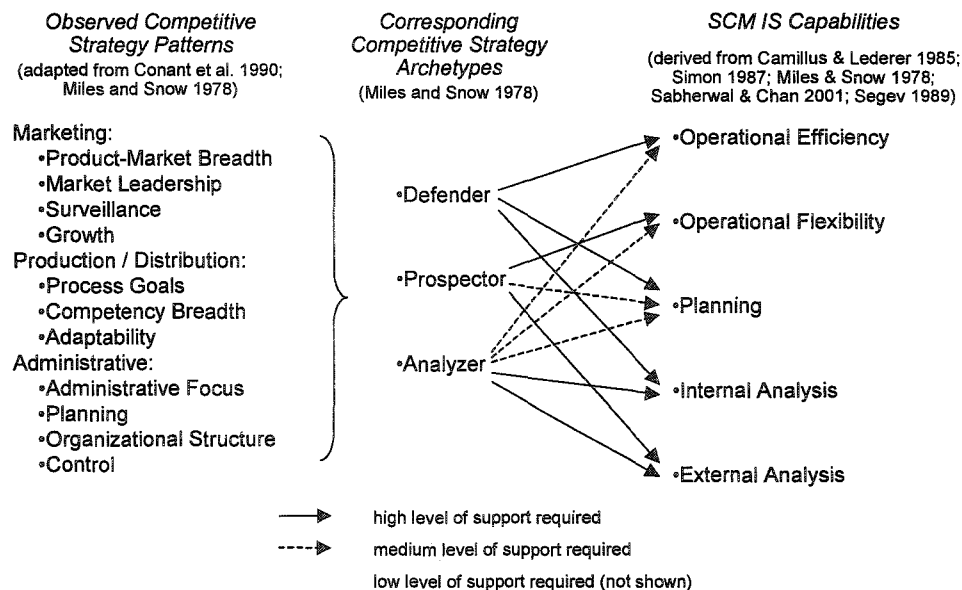 Observed Competitive
Strategy Patterns
(adapted from Conant et al. 1990;
Miles and Snow 1978)
Marketing:
•Product-Market Breadth
•Market Leadership
•Surveillance
•Growth
Production / Distribution:
•Process Goals
•Competency Breadth
•Adaptability
Administrative:
•Administrative Focus
•Planning
•Organizational Structure
•Control
Corresponding
Competitive Strategy
Archetypes
(Miles and Snow 1978)
•Defender
•Prospector
•Analyzer
SCM IS Capabilities
(derived from Camillus & Lederer 1985;
Simon 1987; Miles & Snow 1978;
Sabherwal & Chan 2001; Segev 1989)
•Operational Efficiency
•Operational Flexibility
•Planning
•Internal Analysis
•External Analysis
high level of support required
medium level of support required
low level of support required (not shown)